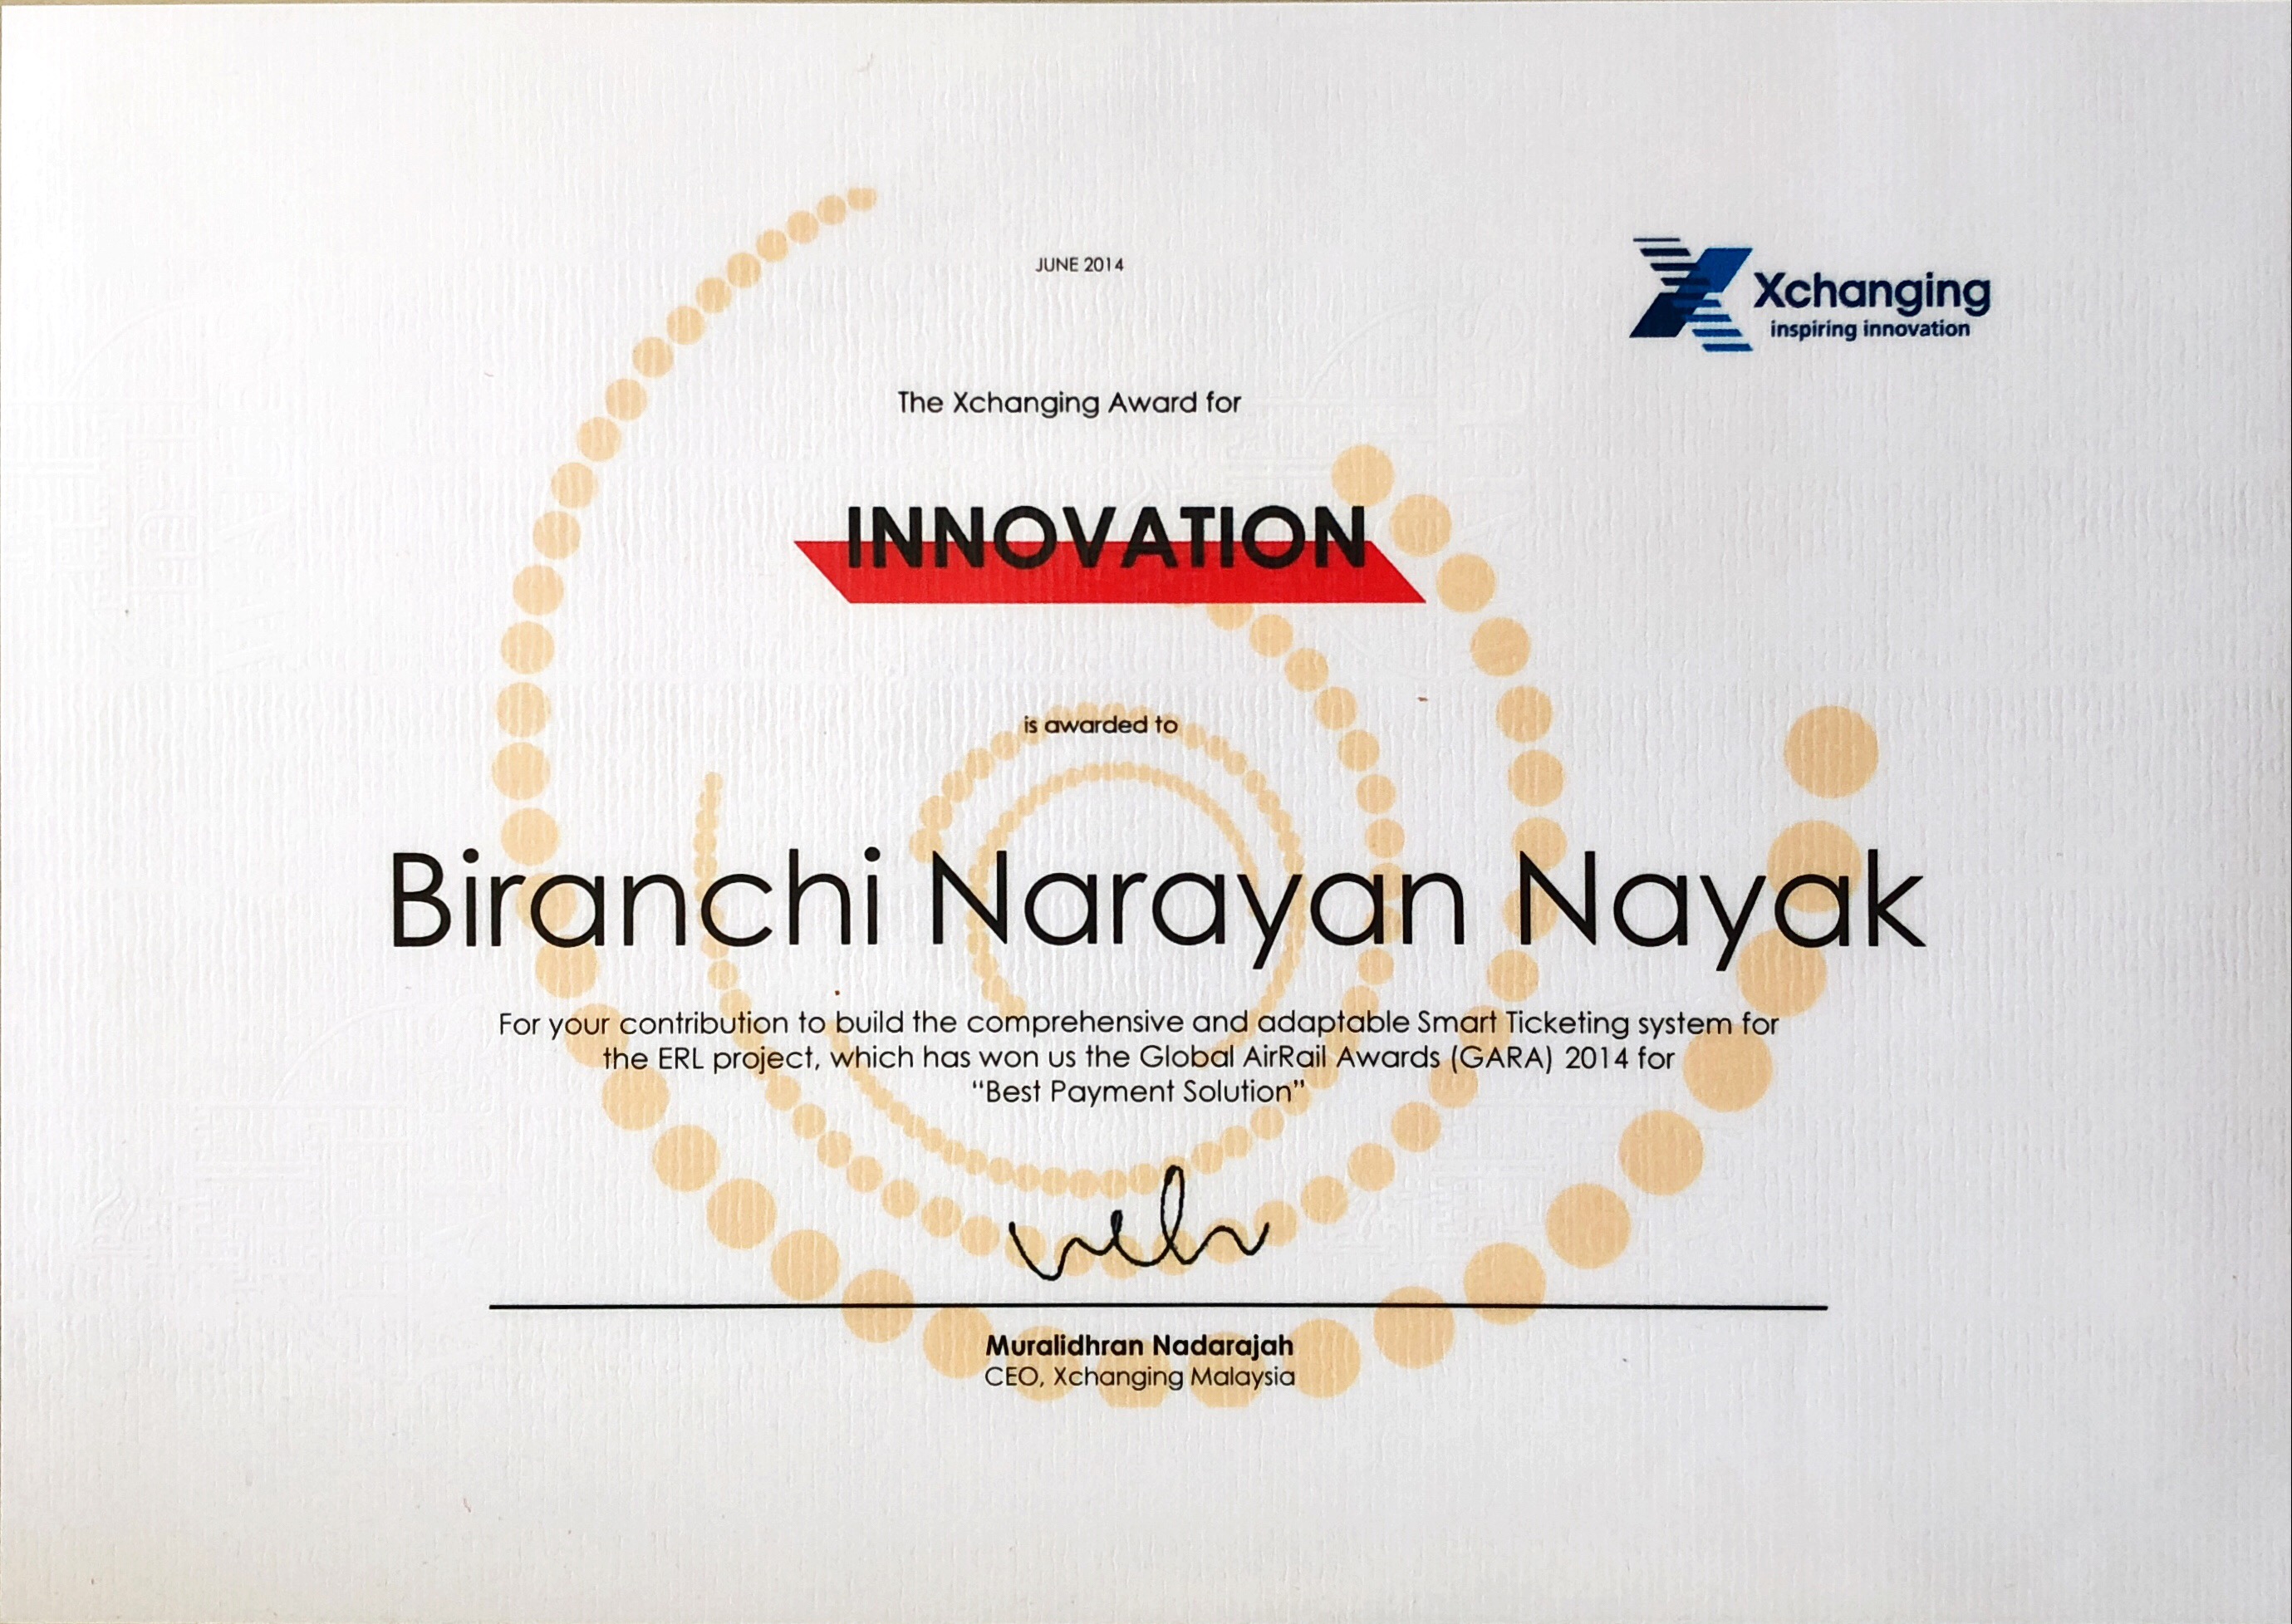 JUNE 2014
Xchanging
inspiring innovation
The Xchanging Award for
INNOVATION
is awarded to
Biranchi Narayan Nayak
For your contribution to build the comprehensive and adaptable Smart Ticketing system for
the ERL project, which has won us the Global AirRail Awards (GARA) 2014 for
“Best Payment Solution”
Muralidhran Nadarajah
CEO, Xchanging Malaysia